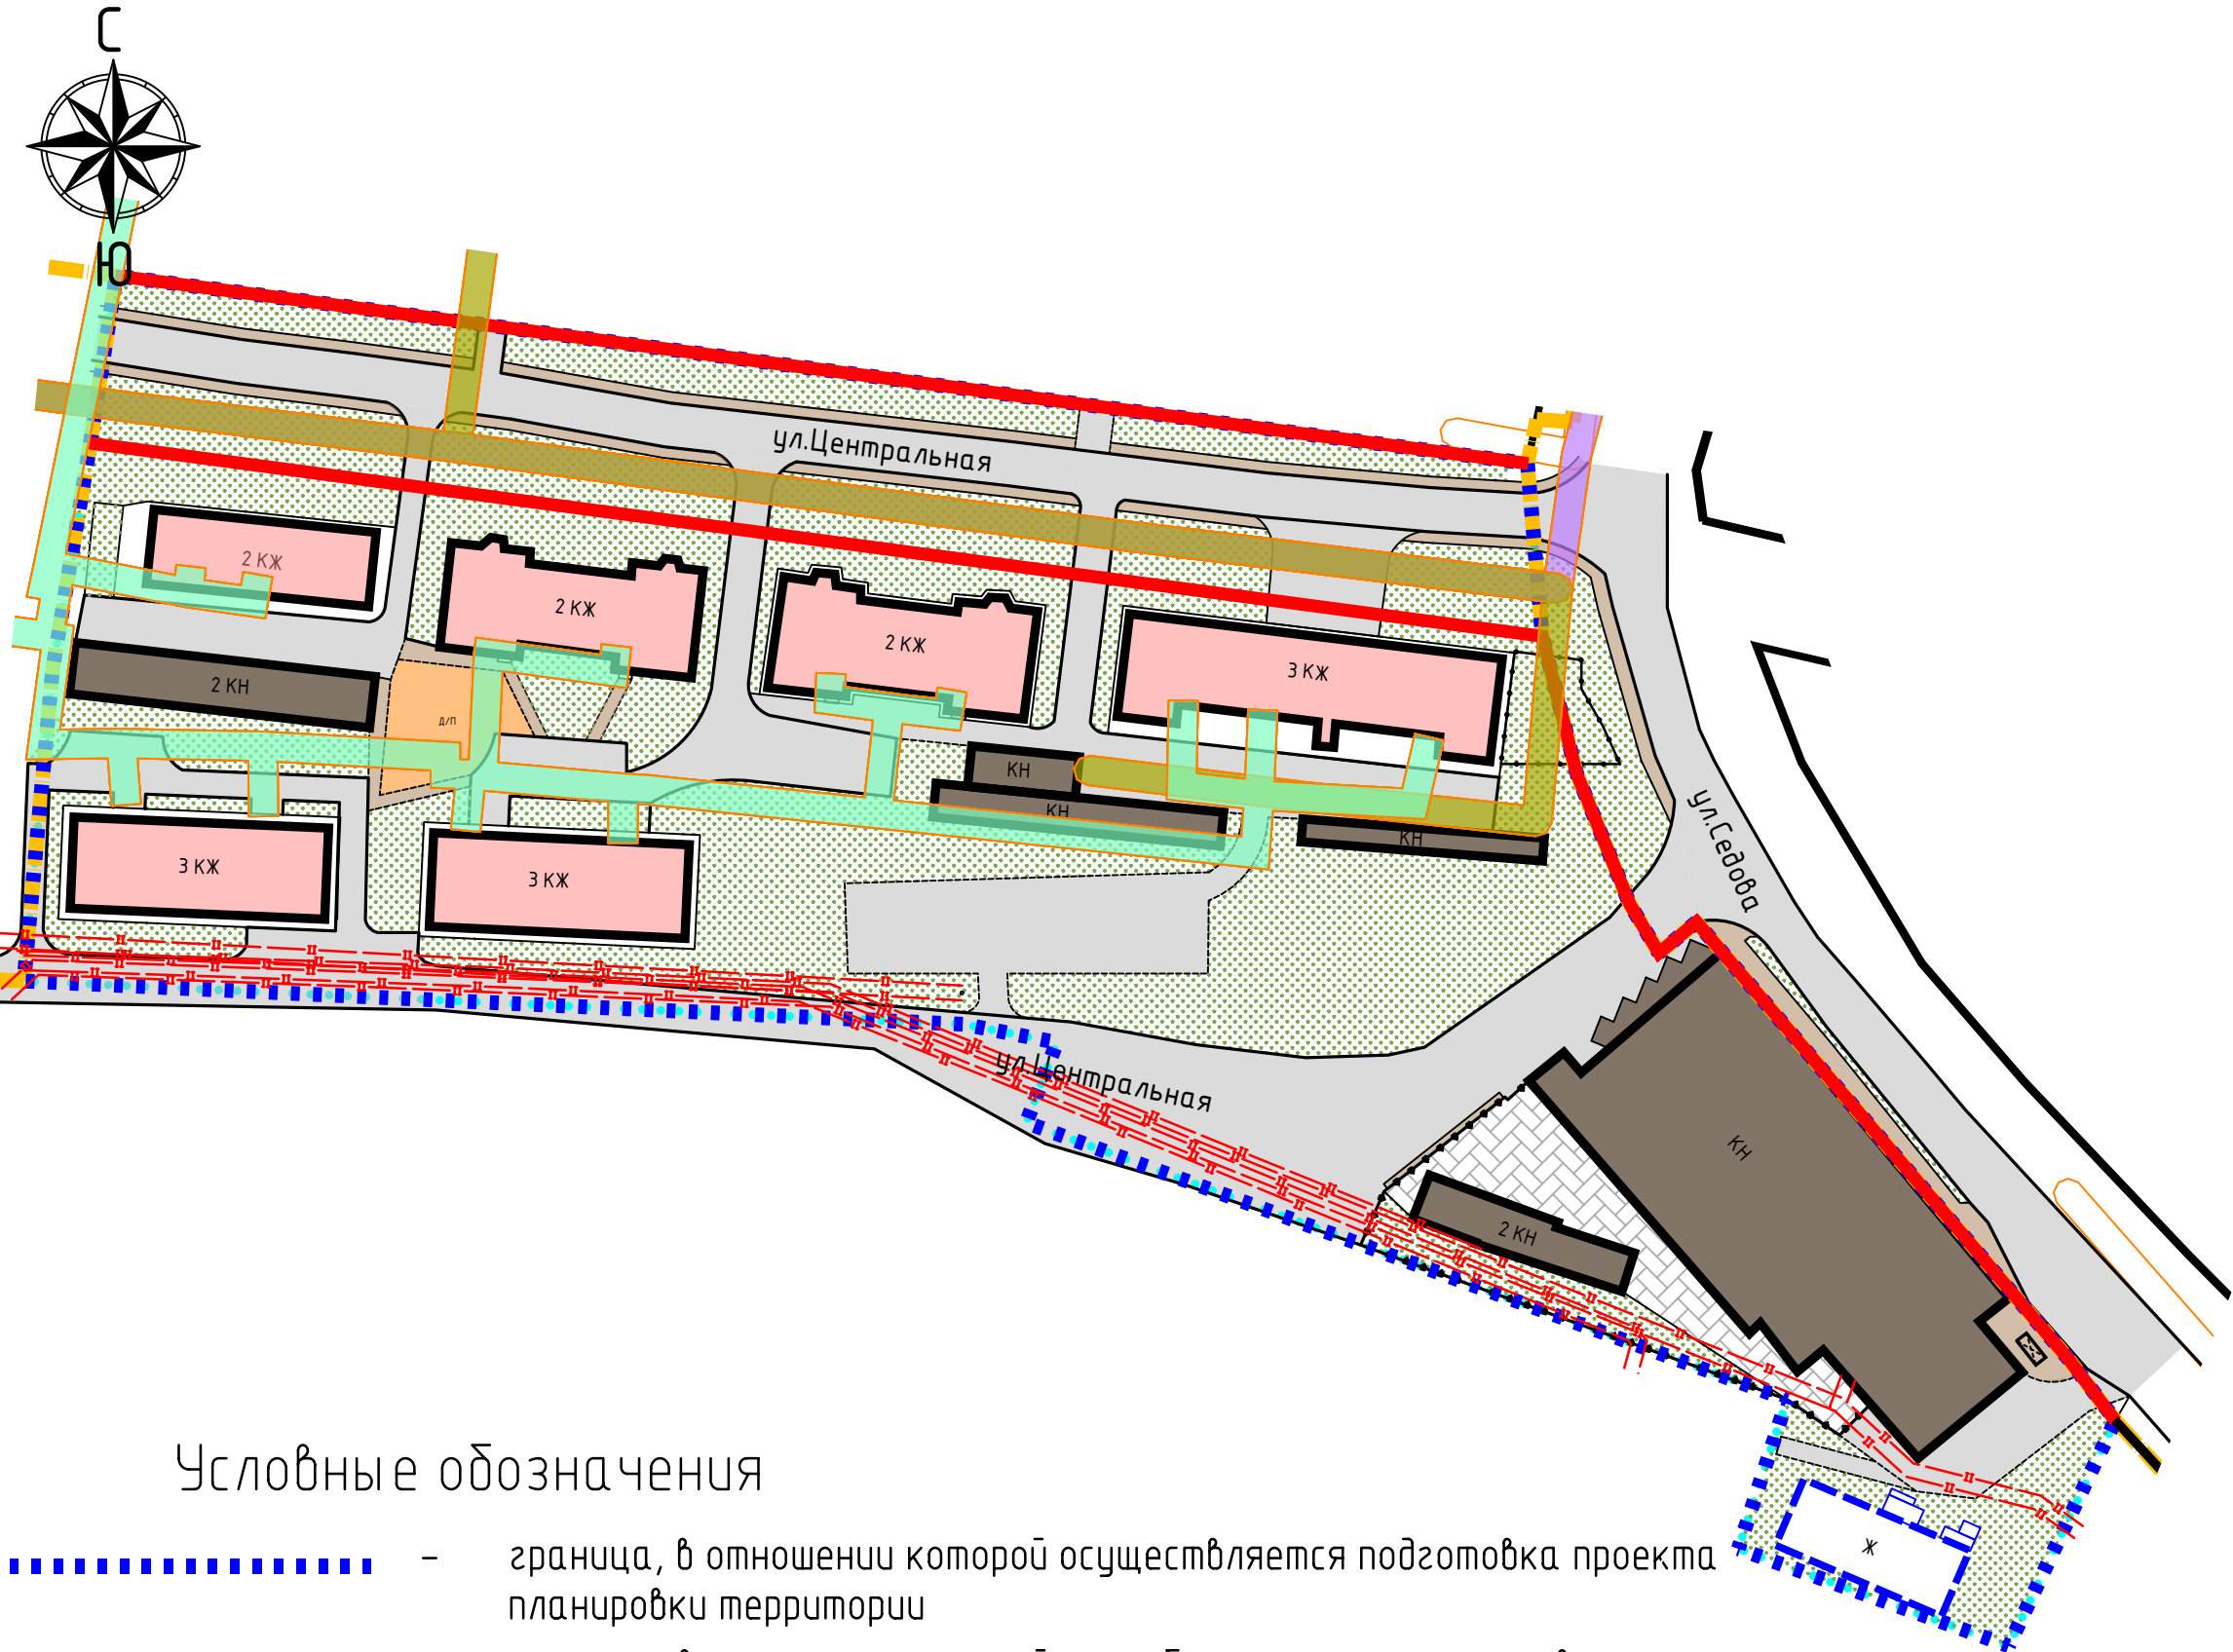 С
Ю
ул.Центральная
2 КЖ
2 КЖ
2 КЖ
3 КЖ
2 КН
д/п
КН
КН
КН
ул.Седова
3 КЖ
3 КЖ
ул.Центральная
КН
2 КН
Ж
Условные обозначения
- граница, в отношении которой осуществляется подготовка проекта
планировки территории